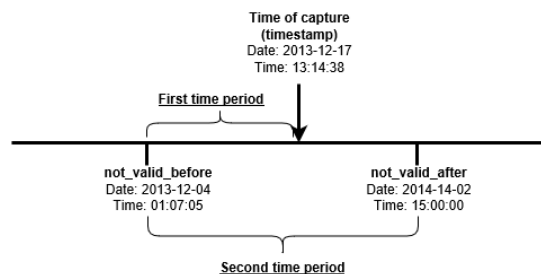 Time of capture
(timestamp)
Date: 2013-12-17
Time: 13:14:38
First time period
not_valid_before
Date: 2013-12-04
Time: 01:07:05
not_valid_after
Date: 2014-14-02
Time: 15:00:00
Second time period